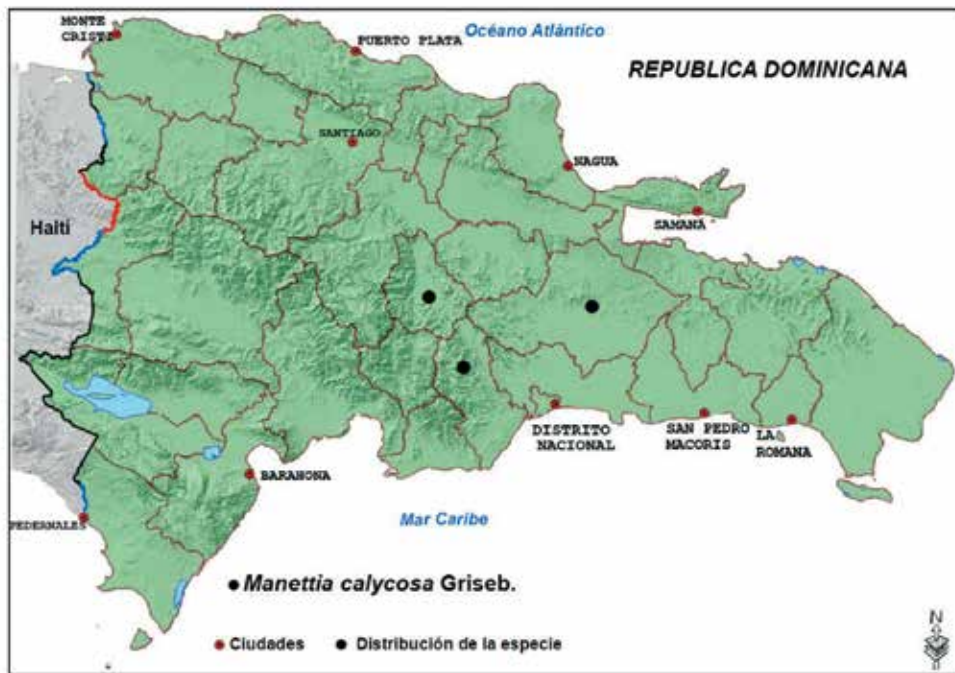 MONTE
CRISTI
PUERTO PLATA
Océano Atlántico
REPUBLICA DOMINICANA
SANTIAGO
NAGUA
SAMANÁ
Haití
DISTRITO
NACIONAL
SAN PEDRO
MACORIS
LA
ROMANA
BARAHONA
PEDERNALES
Mar Caribe
Manettia calycosa Griseb.
Ciudades
Distribución de la especie
N